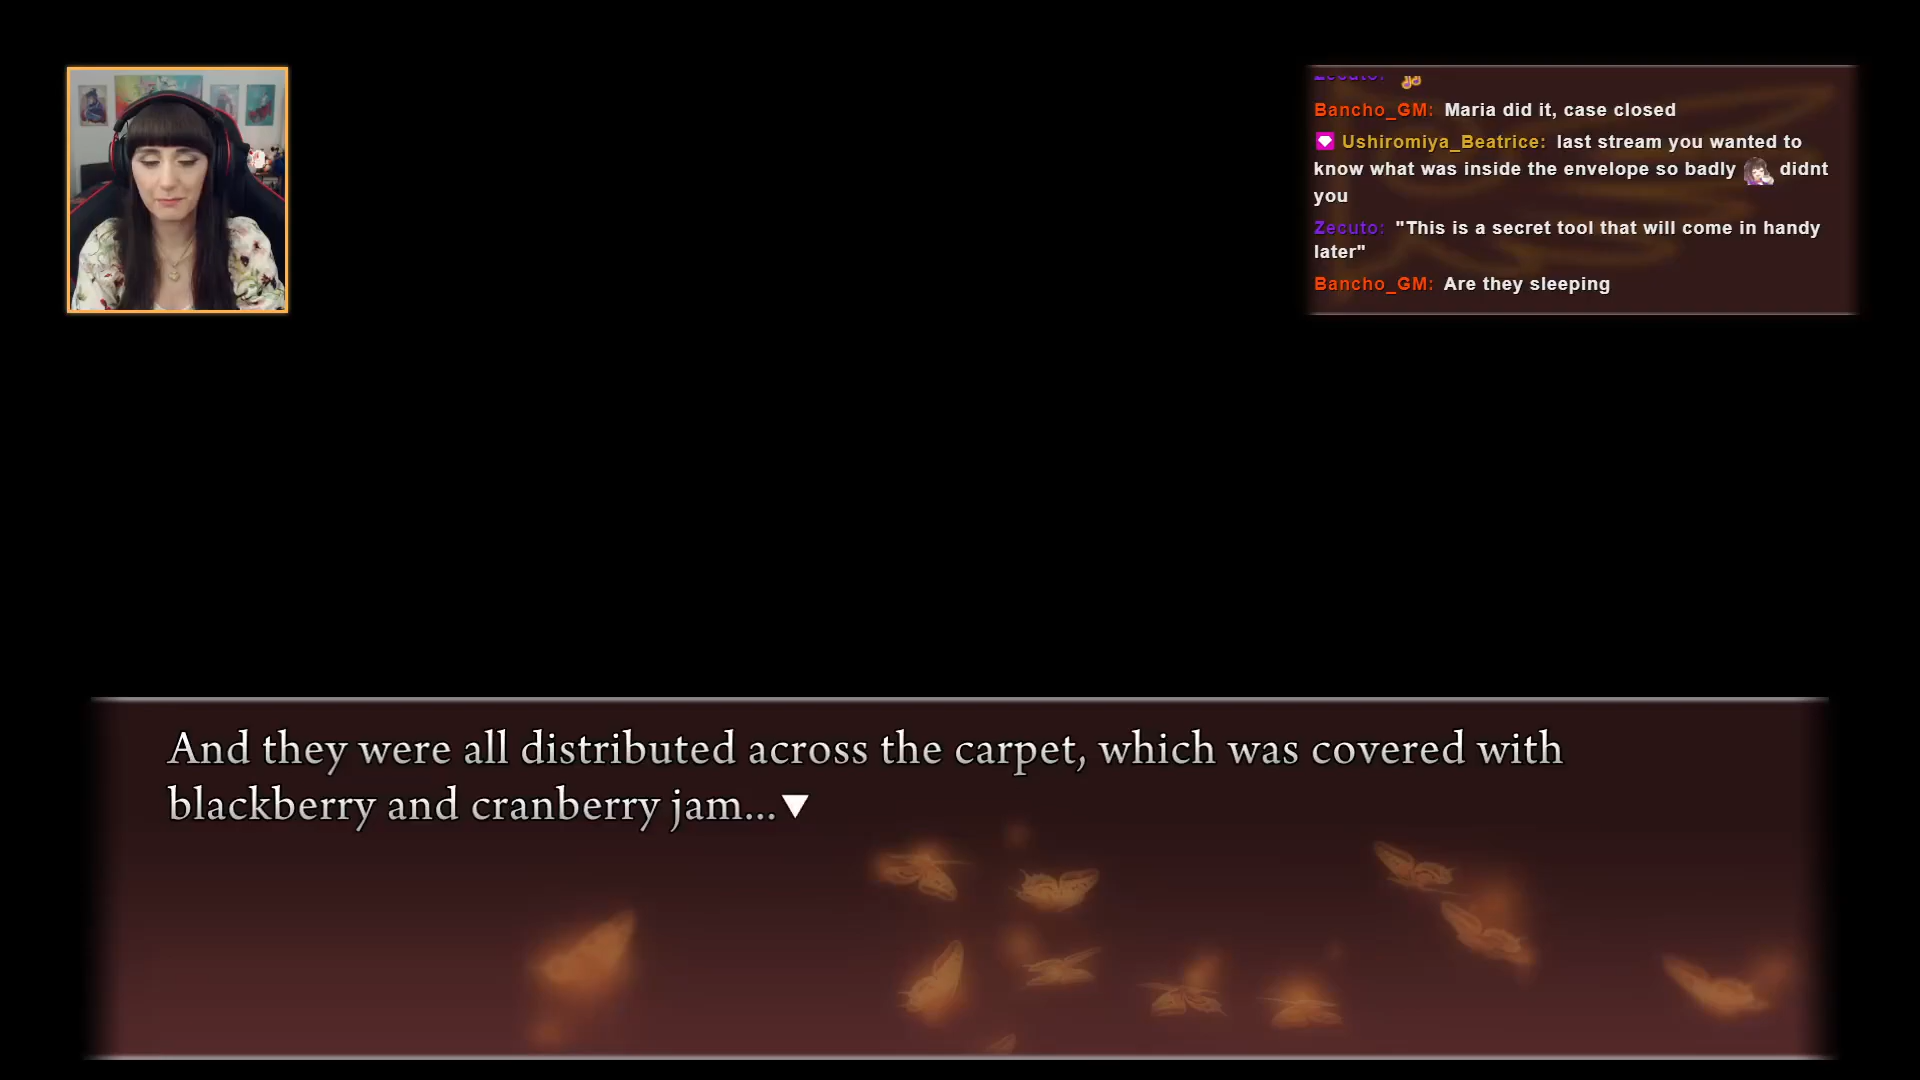 Zecuto:
Bancho_GM: Maria did it, case closed
Ushiromiya_Beatrice: last stream you wanted to
know what was inside the envelope so badly didnt
you
Zecuto: "This is a secret tool that will come in handy
later"
Bancho_GM: Are they sleeping
And they were all distributed across the carpet, which was covered with
blackberry and cranberry jam...